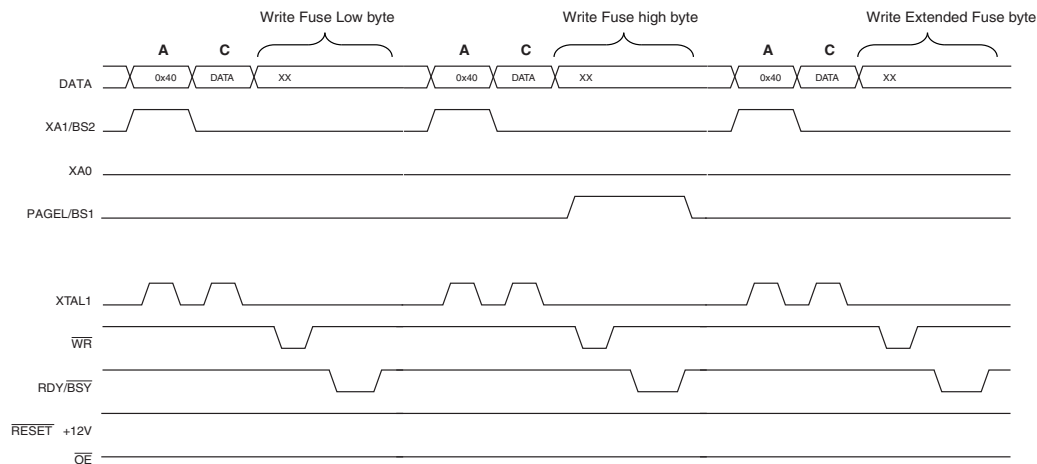 Write Fuse Low byte
Write Fuse high byte
Write Extended Fuse byte
A C A C A C
DATA 0x40 DATA XX 0x40 DATA XX 0x40 DATA XX
XA1/BS2
XA0
PAGEL/BS1
XTAL1
WR
RDY/BSY
RESET +12V
OE